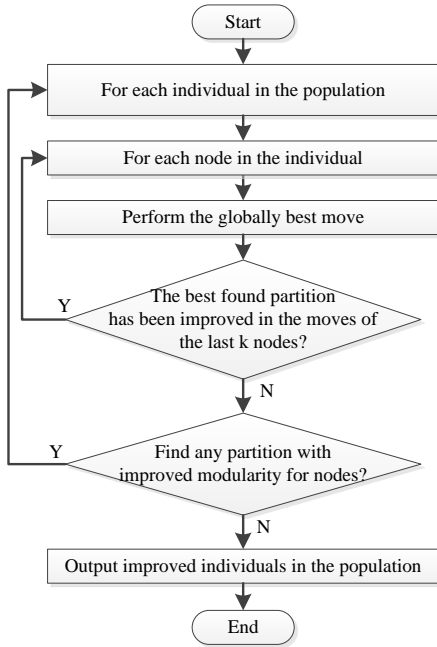 Start
For each individual in the population
For each node in the individual
Perform the globally best move
Y
The best found partition
has been improved in the moves of
the last k nodes?
N
Y
Find any partition with
improved modularity for nodes?
N
Output improved individuals in the population
End